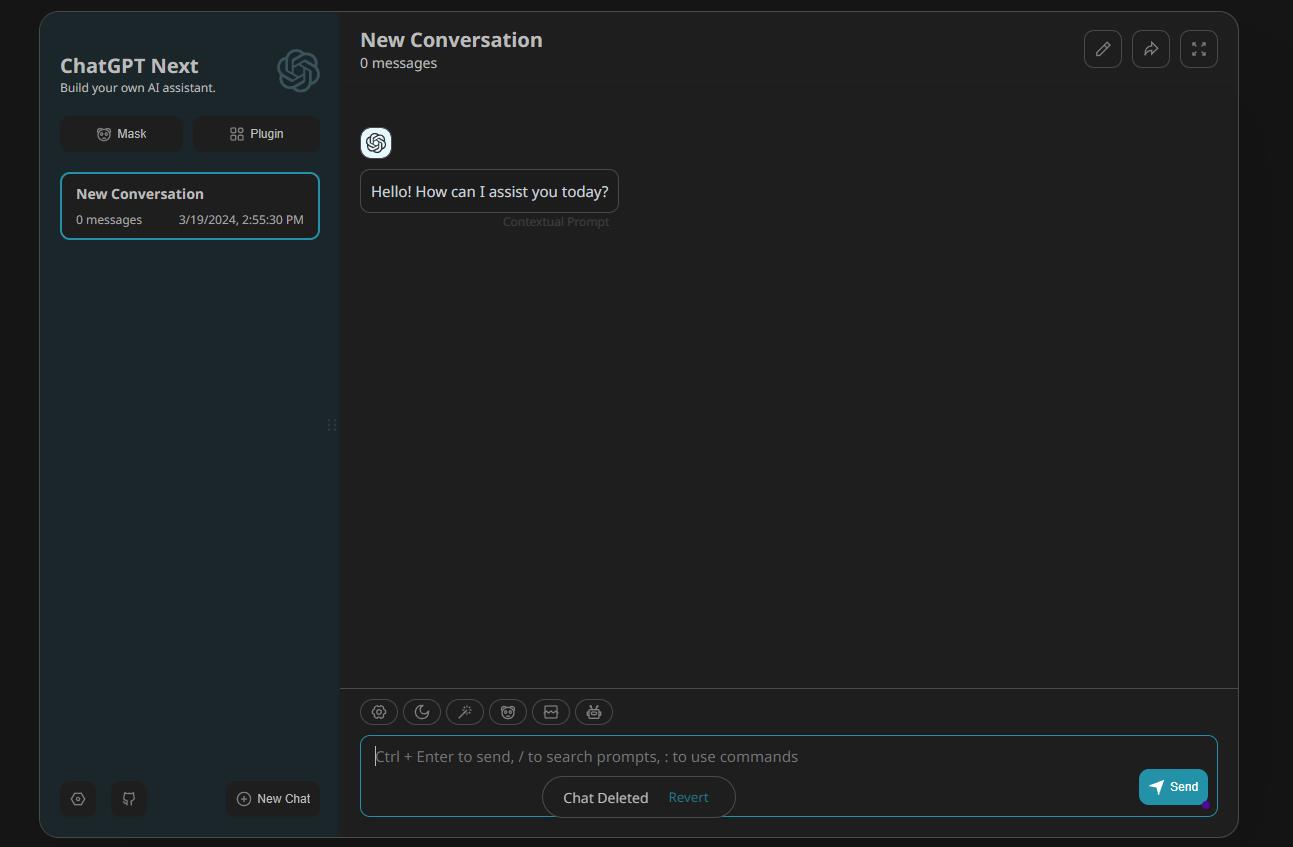 ChatGPT Next
Build your own AI assistant.
Mask
Plugin
New Conversation
0 messages
3/19/2024, 2:55:30 PM
New Chat
New Conversation
0 messages
Hello! How can I assist you today?
Contextual Prompt
Ctrl + Enter to send, / to search prompts, : to use commands
Send
Chat Deleted
Revert